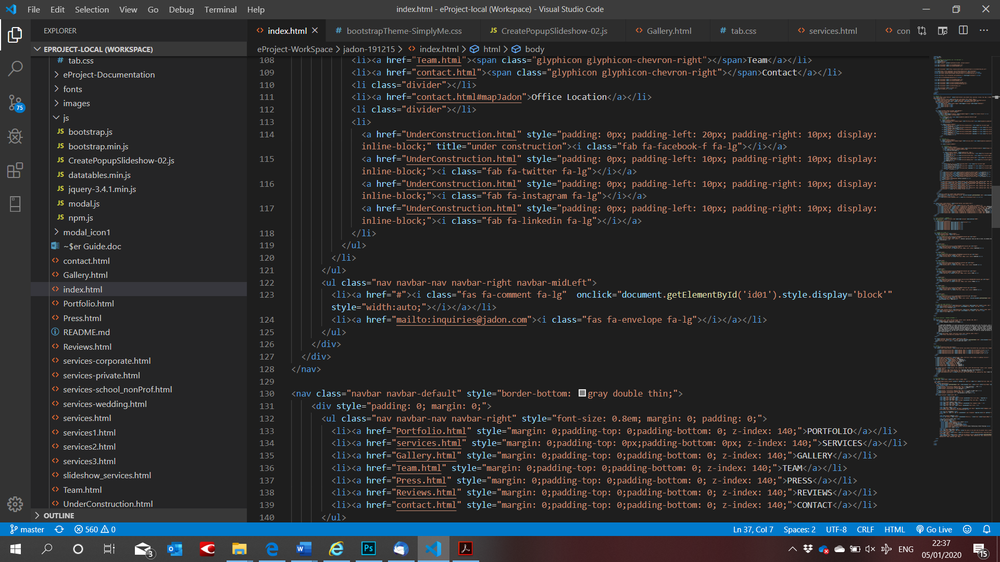 File Edit Selection View Go Debug Terminal Help
index.html - eProject-local (Workspace) - Visual Studio Code
EXPLORER
index.html
# bootstrapTheme-SimplyMe.css
JS CreatePopupSlideshow-02.js
Gallery.html
# tab.css
services.html
con
EPROJECT-LOCAL (WORKSPACE)
eProject-WorkSpace > jadon-191215 > index.html > html > body
# tab.css
eProject-Documentation
fonts
images
js
JS bootstrap.js
JS bootstrap.min.js
JS CreatePopupSlideshow-02.js
JS datatables.min.js
JS jquery-3.4.1.min.js
JS modal.js
JS npm.js
modal_icon1
~$er Guide.doc
contact.html
Gallery.html
index.html
Portfolio.html
Press.html
README.md
Reviews.html
services-corporate.html
services-private.html
services-school_nonProf.html
services-wedding.html
services.html
services1.html
services2.html
services3.html
slideshow_services.html
Team.html
UnderConstruction.html
OUTLINE
75
108 <li><a href="Team.html"><span class="glyphicon glyphicon-chevron-right"></span>Team</a></li>
109 <li><a href="contact.html"><span class="glyphicon glyphicon-chevron-right"></span>Contact</a></li>
110 <li class="divider"></li>
111 <li><a href="contact.html#mapJadon">Office Location</a></li>
112 <li class="divider"></li>
113 <li>
114 <a href="UnderConstruction.html" style="padding: 0px; padding-left: 20px; padding-right: 10px; display:
inline-block;" title="under construction"><i class="fab fa-facebook-f fa-lg"></i></a>
115 <a href="UnderConstruction.html" style="padding: 0px; padding-left: 10px; padding-right: 10px; display:
inline-block;"><i class="fab fa-twitter fa-lg"></i></a>
116 <a href="UnderConstruction.html" style="padding: 0px; padding-left: 10px; padding-right: 10px; display:
inline-block;"><i class="fab fa-instagram fa-lg"></i></a>
117 <a href="UnderConstruction.html" style="padding: 0px; padding-left: 10px; padding-right: 10px; display:
inline-block;"><i class="fab fa-linkedin fa-lg"></i></a>
118 </li>
119 </ul>
120 </li>
121 </ul>
122 <ul class="nav navbar-nav navbar-right navbar-midLeft">
123 <li><a href="#"><i class="fas fa-comment fa-lg"  onclick="document.getElementById('id01').style.display='block'"
style="width:auto;"></i></a></li>
124 <li><a href="mailto:inquiries@jadon.com"><i class="fas fa-envelope fa-lg"></i></a></li>
125 </ul>
126 </div>
127 </div>
128 </nav>
129
130 <nav class="navbar navbar-default" style="border-bottom: gray double thin;">
131 <div style="padding: 0; margin: 0;">
132 <ul class="nav navbar-nav navbar-right" style="font-size: 0.8em; margin: 0; padding: 0;">
133 <li><a href="Portfolio.html" style="margin: 0;padding-top: 0;padding-bottom: 0; z-index: 140;">PORTFOLIO</a></li>
134 <li><a href="services.html" style="margin: 0;padding-top: 0px;padding-bottom: 0px; z-index: 140;">SERVICES</a></li>
135 <li><a href="Gallery.html" style="margin: 0;padding-top: 0;padding-bottom: 0; z-index: 140;">GALLERY</a></li>
136 <li><a href="Team.html" style="margin: 0;padding-top: 0;padding-bottom: 0; z-index: 140;">TEAM</a></li>
137 <li><a href="Press.html" style="margin: 0;padding-top: 0;padding-bottom: 0; z-index: 140;">PRESS</a></li>
138 <li><a href="Reviews.html" style="margin: 0;padding-top: 0;padding-bottom: 0; z-index: 140;">REVIEWS</a></li>
139 <li><a href="contact.html" style="margin: 0;padding-top: 0;padding-bottom: 0; z-index: 140;">CONTACT</a></li>
140 </ul>
master 560 0
Ln 37, Col 7 Spaces: 2 UTF-8 CRLF HTML Go Live
3
Ps
ENG
22:37
05/01/2020
15